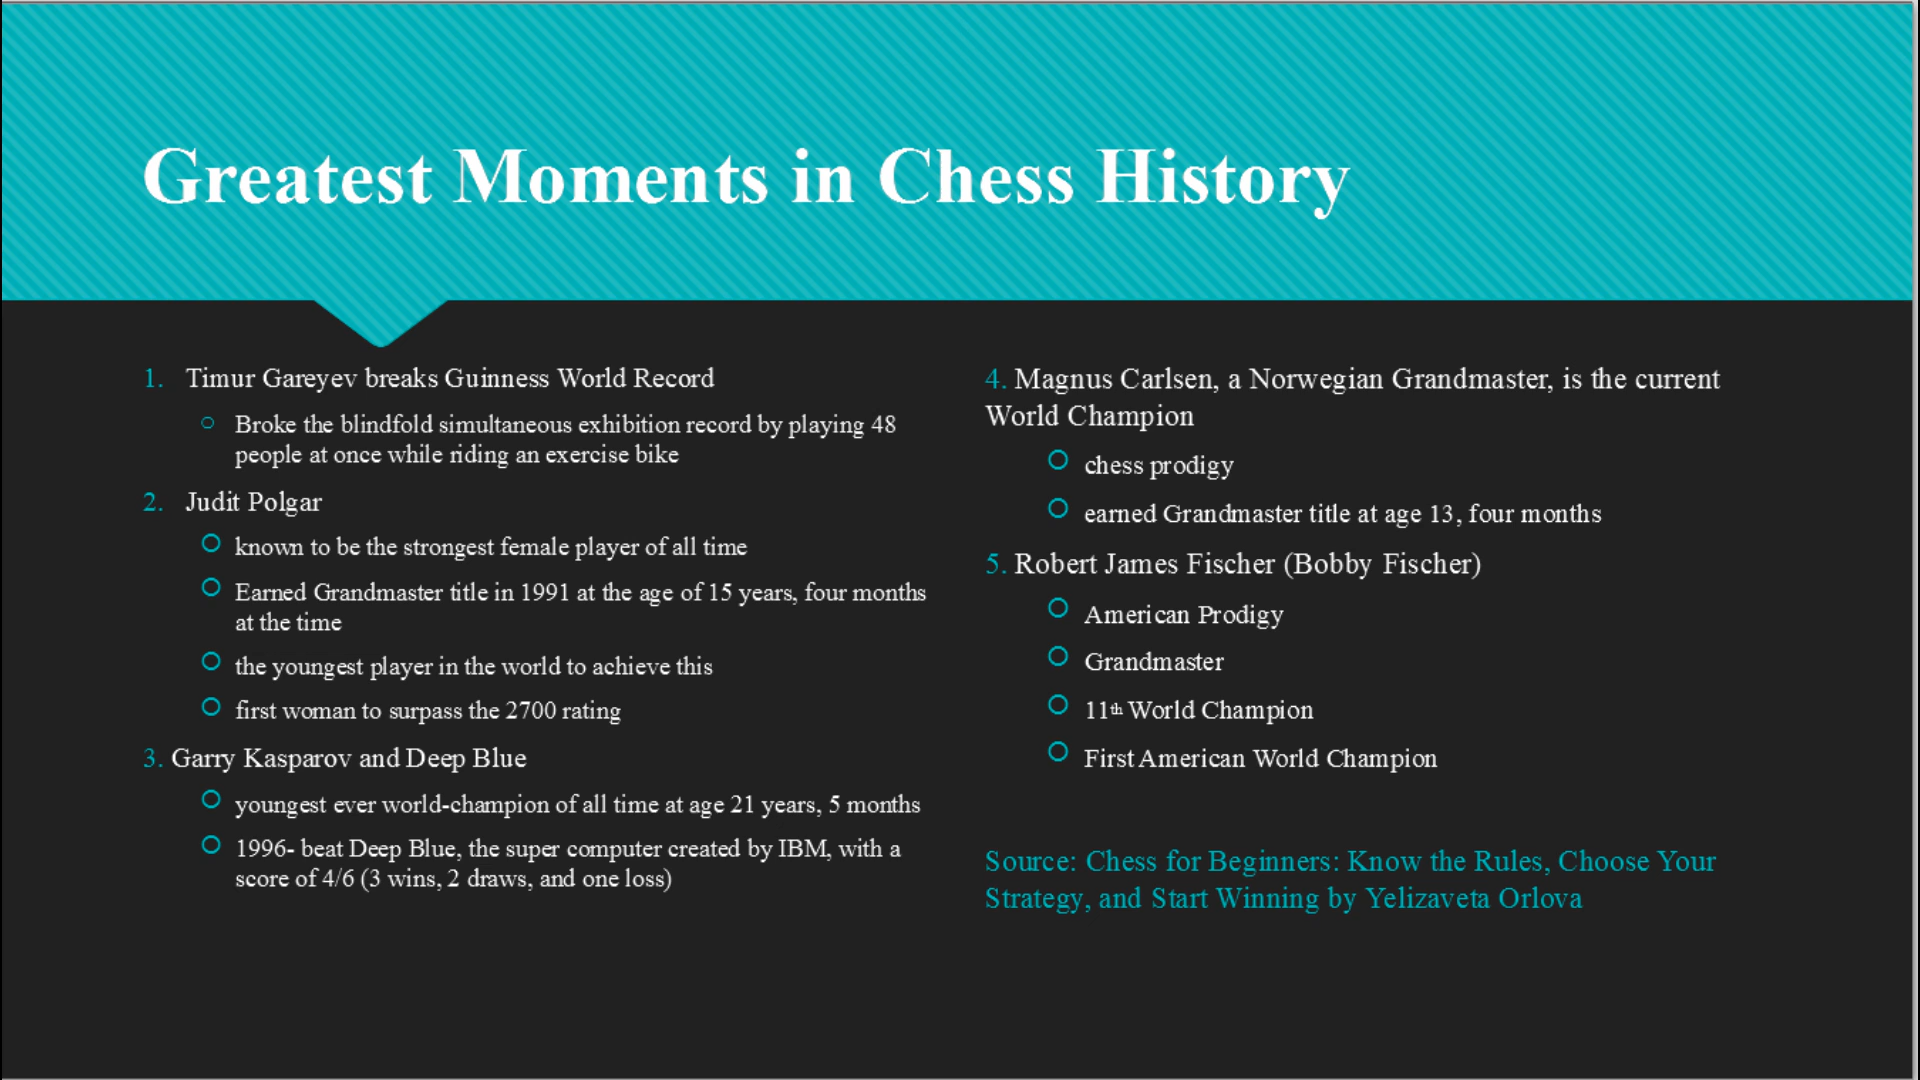 Greatest Moments in Chess History
1. Timur Gareyev breaks Guinness World Record
Broke the blindfold simultaneous exhibition record by playing 48
people at once while riding an exercise bike
2. Judit Polgar
known to be the strongest female player of all time
Earned Grandmaster title in 1991 at the age of 15 years, four months
at the time
the youngest player in the world to achieve this
first woman to surpass the 2700 rating
3. Garry Kasparov and Deep Blue
youngest ever world-champion of all time at age 21 years, 5 months
1996- beat Deep Blue, the super computer created by IBM, with a
score of 4/6 (3 wins, 2 draws, and one loss)
4. Magnus Carlsen, a Norwegian Grandmaster, is the current
World Champion
chess prodigy
earned Grandmaster title at age 13, four months
5. Robert James Fischer (Bobby Fischer)
American Prodigy
Grandmaster
11th World Champion
First American World Champion
Source: Chess for Beginners: Know the Rules, Choose Your
Strategy, and Start Winning by Yelizaveta Orlova